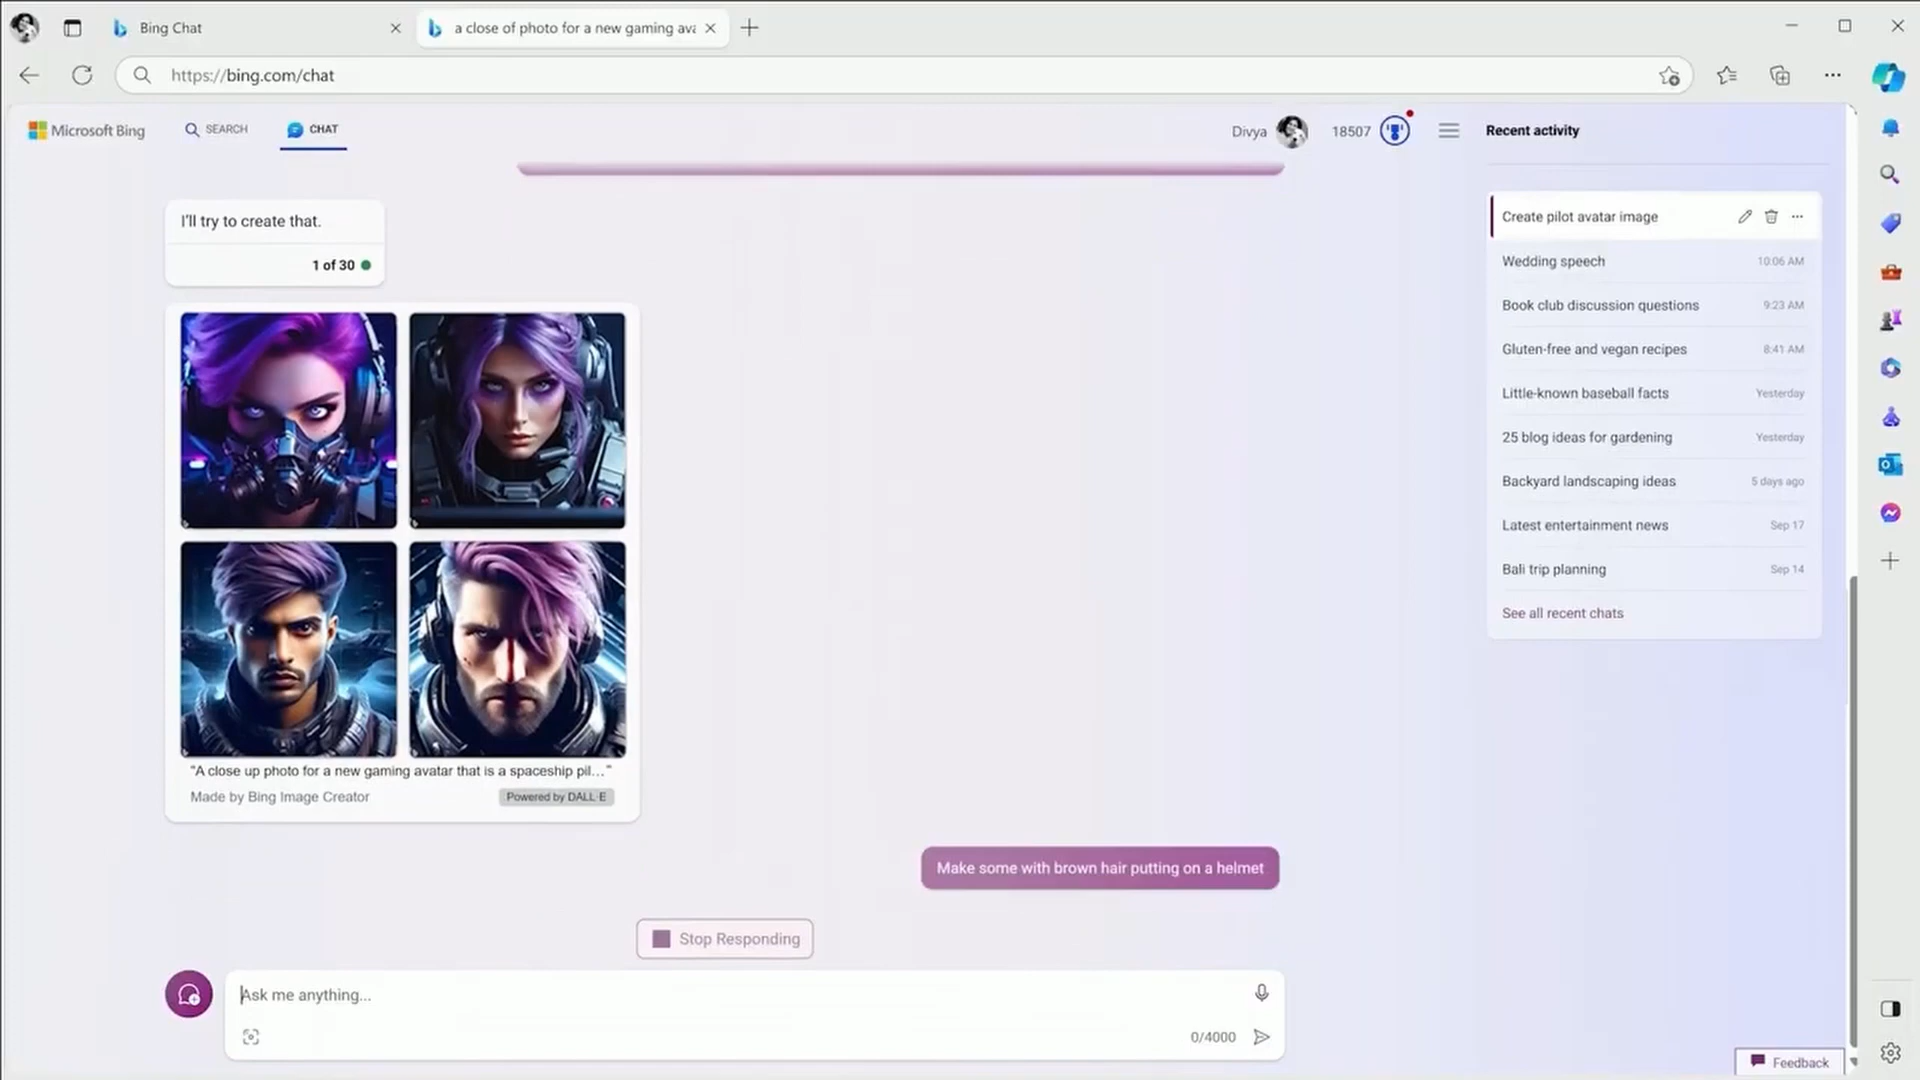 Bing Chat
a close of photo for a new gaming ava
https://bing.com/chat
Microsoft Bing
SEARCH
CHAT
Divya
18507
Recent activity
I'll try to create that.
1 of 30
"A close up photo for a new gaming avatar that is a spaceship pil..."
Made by Bing Image Creator
Powered by DALL·E
Make some with brown hair putting on a helmet
Stop Responding
Ask me anything...
0/4000
Create pilot avatar image
Wedding speech 10:06 AM
Book club discussion questions 9:23 AM
Gluten-free and vegan recipes 8:41 AM
Little-known baseball facts Yesterday
25 blog ideas for gardening Yesterday
Backyard landscaping ideas 5 days ago
Latest entertainment news Sep 17
Bali trip planning Sep 14
See all recent chats
Feedback